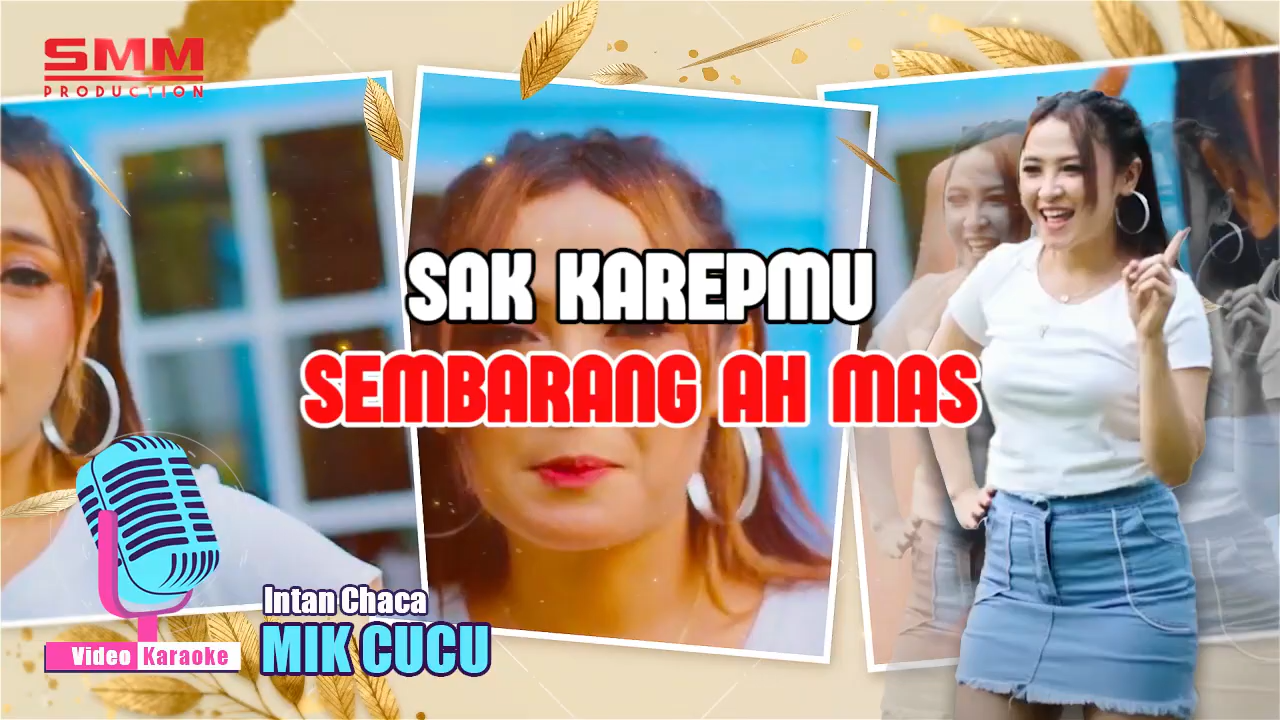 SMM
PRODUCTION
SAK KAREPMU
SEMBARANG AH MAS
Intan Chaca
MIK CUCU
Video Karaoke